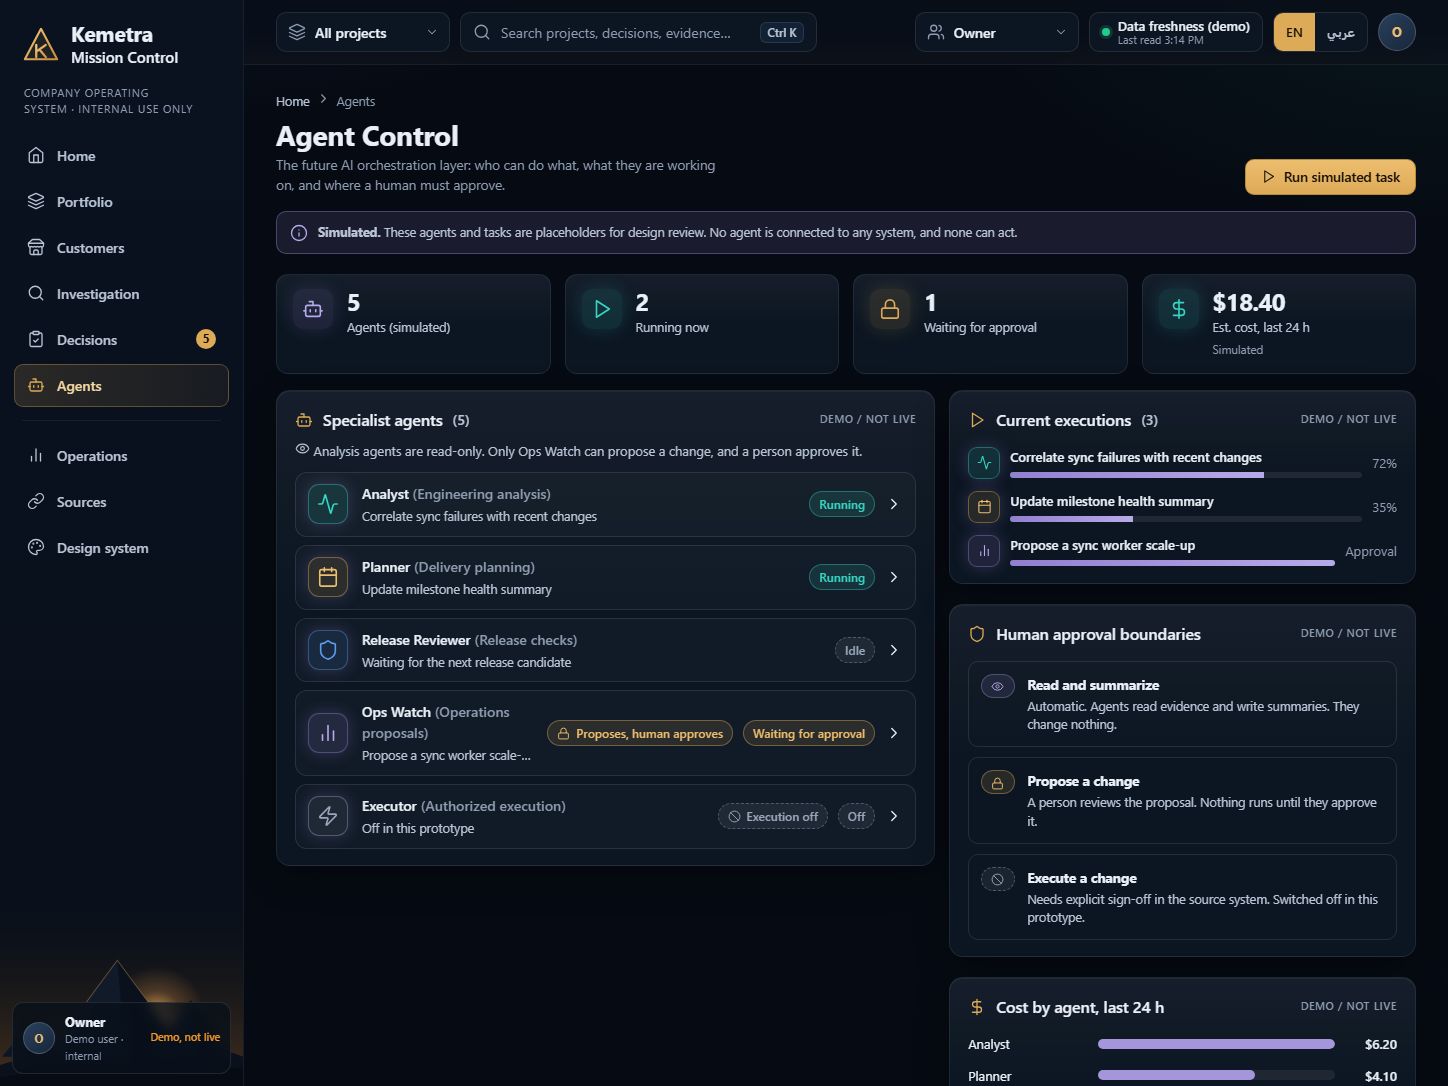 Kemetra
Mission Control
COMPANY OPERATING
SYSTEM · INTERNAL USE ONLY
Home
Portfolio
Customers
Investigation
Decisions
5
Agents
Operations
Sources
Design system
Owner
Demo user ·
internal
Demo, not live
O
All projects
Search projects, decisions, evidence...
Ctrl K
Owner
Data freshness (demo)
Last read 3:14 PM
EN
عربي
O
Home
Agents
Agent Control
The future AI orchestration layer: who can do what, what they are working
on, and where a human must approve.
Run simulated task
Simulated. These agents and tasks are placeholders for design review. No agent is connected to any system, and none can act.
5
Agents (simulated)
2
Running now
1
Waiting for approval
$18.40
Est. cost, last 24 h
Simulated
Specialist agents (5)
DEMO / NOT LIVE
Analysis agents are read-only. Only Ops Watch can propose a change, and a person approves it.
Analyst (Engineering analysis)
Correlate sync failures with recent changes
Running
Planner (Delivery planning)
Update milestone health summary
Running
Release Reviewer (Release checks)
Waiting for the next release candidate
Idle
Ops Watch (Operations
proposals)
Propose a sync worker scale-...
Proposes, human approves
Waiting for approval
Executor (Authorized execution)
Off in this prototype
Execution off
Off
Current executions (3)
DEMO / NOT LIVE
Correlate sync failures with recent changes
72%
Update milestone health summary
35%
Propose a sync worker scale-up
Approval
Human approval boundaries
DEMO / NOT LIVE
Read and summarize
Automatic. Agents read evidence and write summaries. They
change nothing.
Propose a change
A person reviews the proposal. Nothing runs until they approve
it.
Execute a change
Needs explicit sign-off in the source system. Switched off in this
prototype.
Cost by agent, last 24 h
DEMO / NOT LIVE
Analyst
$6.20
Planner
$4.10